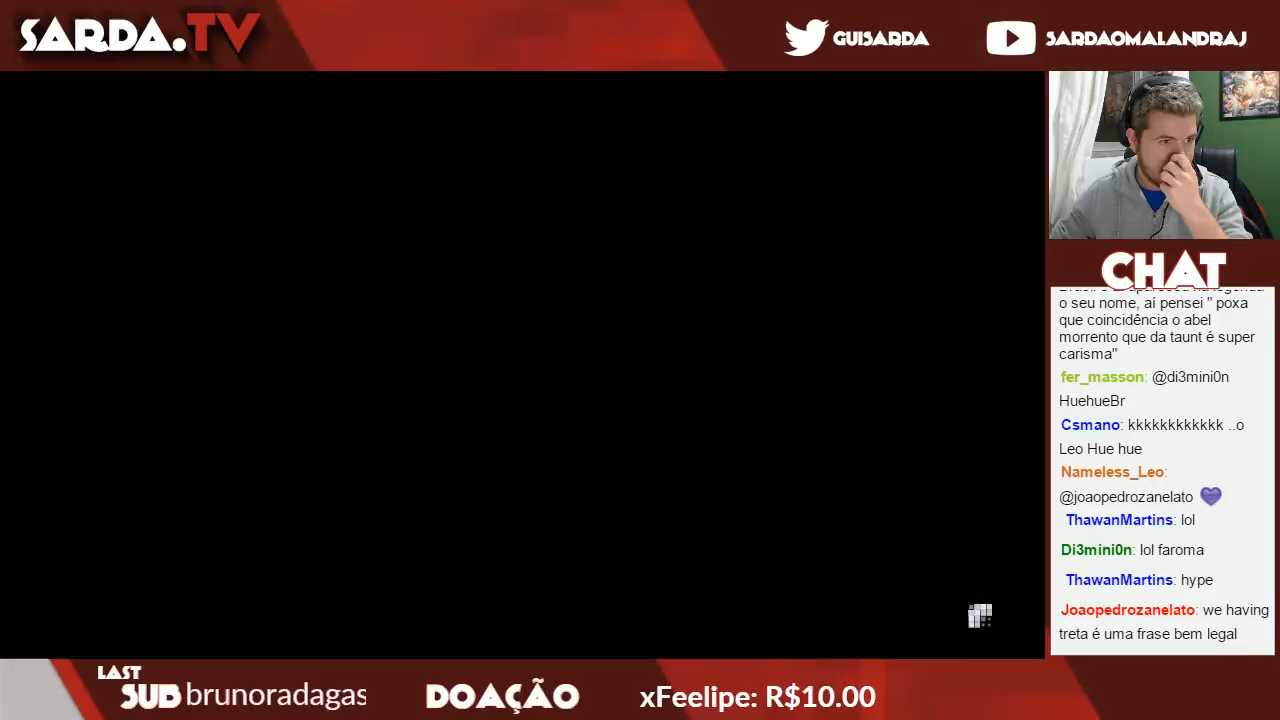 SARDA.TV
GUISARDA
SARDAOMALANDRAJ
CHAT
o seu nome, aí pensei " poxa
que coincidência o abel
morrento que da taunt é super
carisma"
fer_masson: @di3mini0n
HuehueBr
Csmano: kkkkkkkkkkkk ..o
Leo Hue hue
Nameless_Leo:
@joaopedrozanelato
ThawanMartins: lol
Di3mini0n: lol faroma
ThawanMartins: hype
Joaopedrozanelato: we having
treta é uma frase bem legal
LAST
SUB brunoradagas
DOAÇÃO
xFeelipe: R$10.00